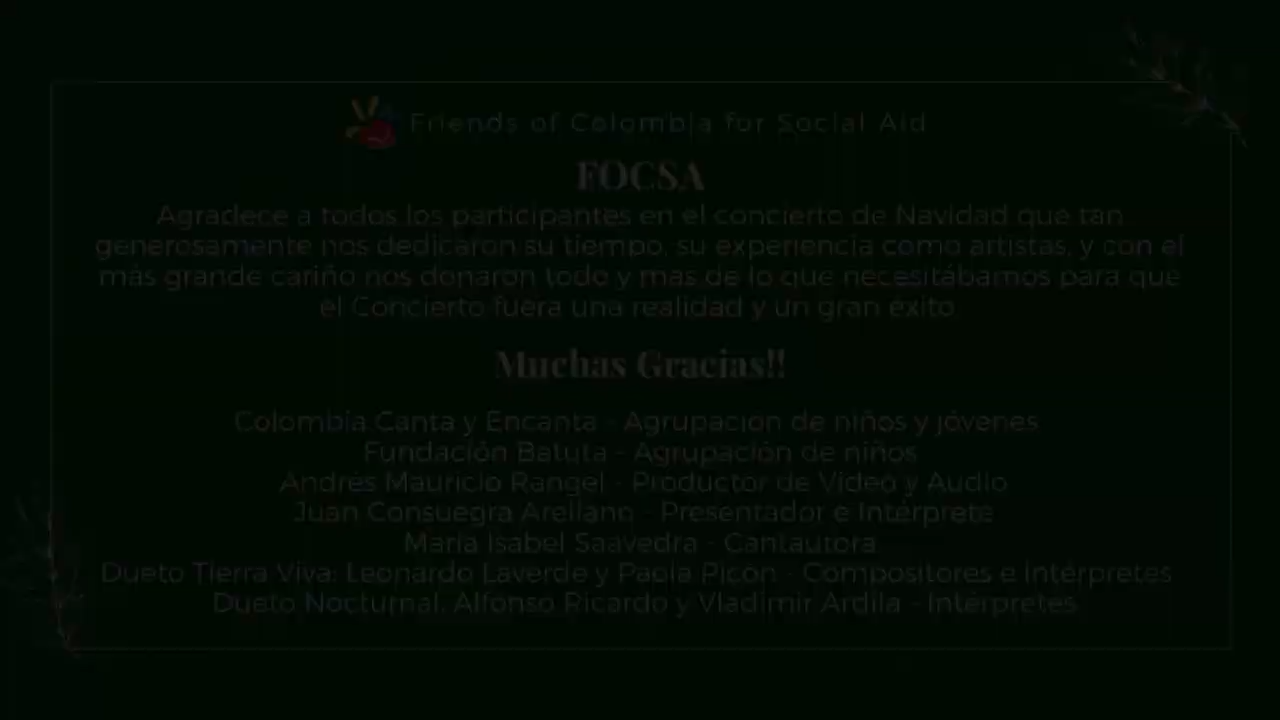 Friends of Colombia for Social Aid
FOCSA
Agradece a todos los participantes en el concierto de Navidad que tan
generosamente nos dedicaron su tiempo, su experiencia como artistas, y con el
más grande cariño nos donaron todo y mas de lo que necesitábamos para que
el Concierto fuera una realidad y un gran éxito
Muchas Gracias!!
Colombia Canta y Encanta - Agrupación de niños y jóvenes
Fundación Batuta - Agrupación de niños
Andrés Mauricio Rangel - Productor de Video y Audio
Juan Consuegra Arellano - Presentador e Intérprete
María Isabel Saavedra - Cantautora
Dueto Tierra Viva: Leonardo Laverde y Paola Picón - Compositores e Intérpretes
Dueto Nocturnal: Alfonso Ricardo y Vladimir Ardila - Intérpretes